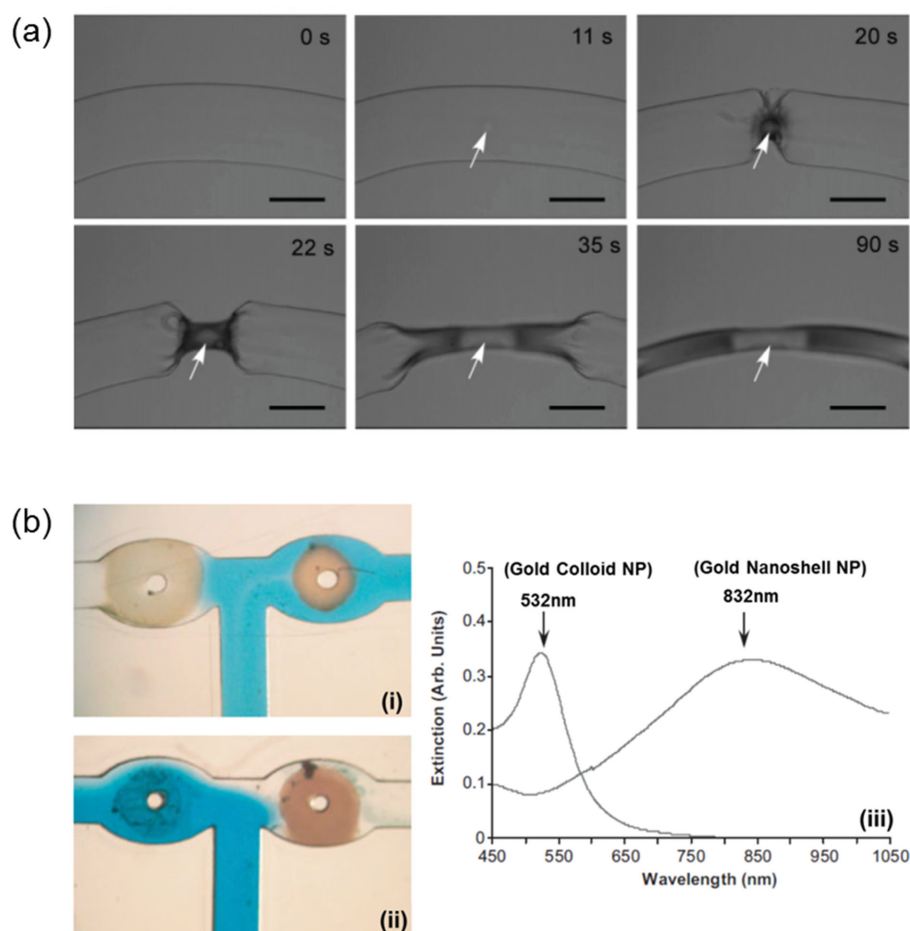 (a)
0 s
11 s
20 s
22 s
35 s
90 s
(b)
(i)
(ii)
(Gold Colloid NP)
532nm
(Gold Nanoshell NP)
832nm
Extinction (Arb. Units)
0.5
0.4
0.3
0.2
0.1
0
450
550
650
750
850
950
1050
Wavelength (nm)
(iii)